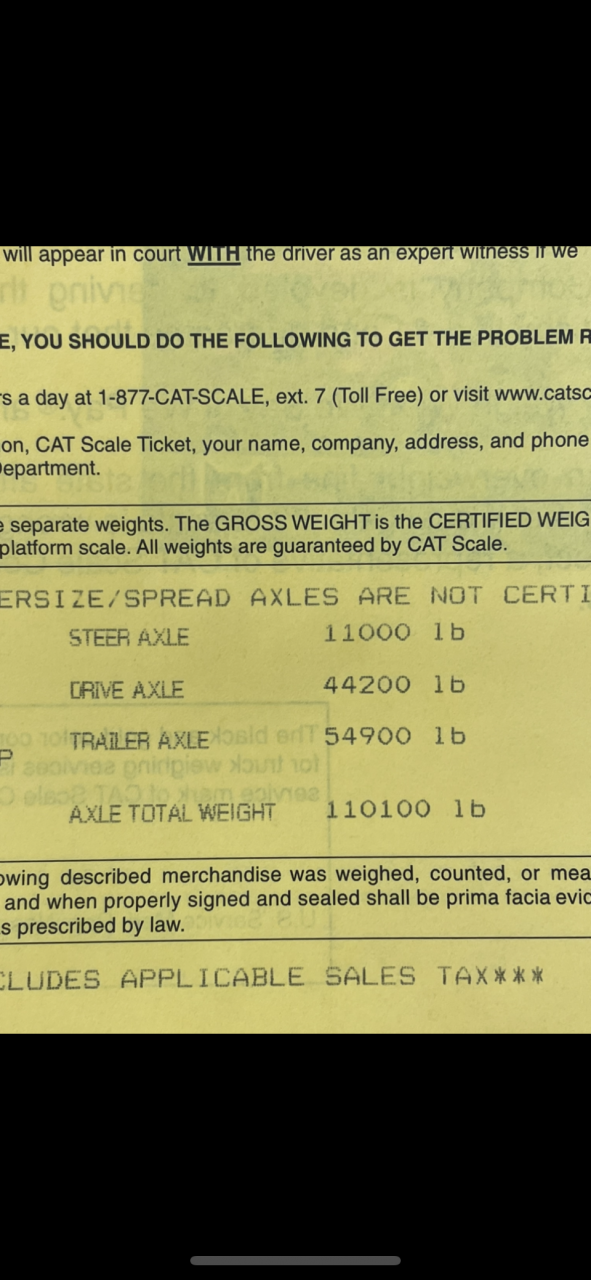 will appear in court WITH the driver as an expert witness if we
E, YOU SHOULD DO THE FOLLOWING TO GET THE PROBLEM R
rs a day at 1-877-CAT-SCALE, ext. 7 (Toll Free) or visit www.catsc
ion, CAT Scale Ticket, your name, company, address, and phone
Department.
e separate weights. The GROSS WEIGHT is the CERTIFIED WEIG
platform scale. All weights are guaranteed by CAT Scale.
ERSIZE/SPREAD AXLES ARE NOT CERTI
STEER AXLE 11000 lb
DRIVE AXLE 44200 lb
TRAILER AXLE 54900 lb
P
AXLE TOTAL WEIGHT 110100 lb
owing described merchandise was weighed, counted, or mea
and when properly signed and sealed shall be prima facia evid
s prescribed by law.
CLUDES APPLICABLE SALES TAX***